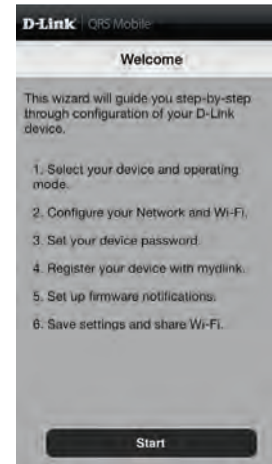 D-Link QRS Mobile
Welcome
This wizard will guide you step-by-step
through configuration of your D-Link
device.
1. Select your device and operating
mode.
2. Configure your Network and Wi-Fi.
3. Set your device password.
4. Register your device with mydlink.
5. Set up firmware notifications.
6. Save settings and share Wi-Fi.
Start